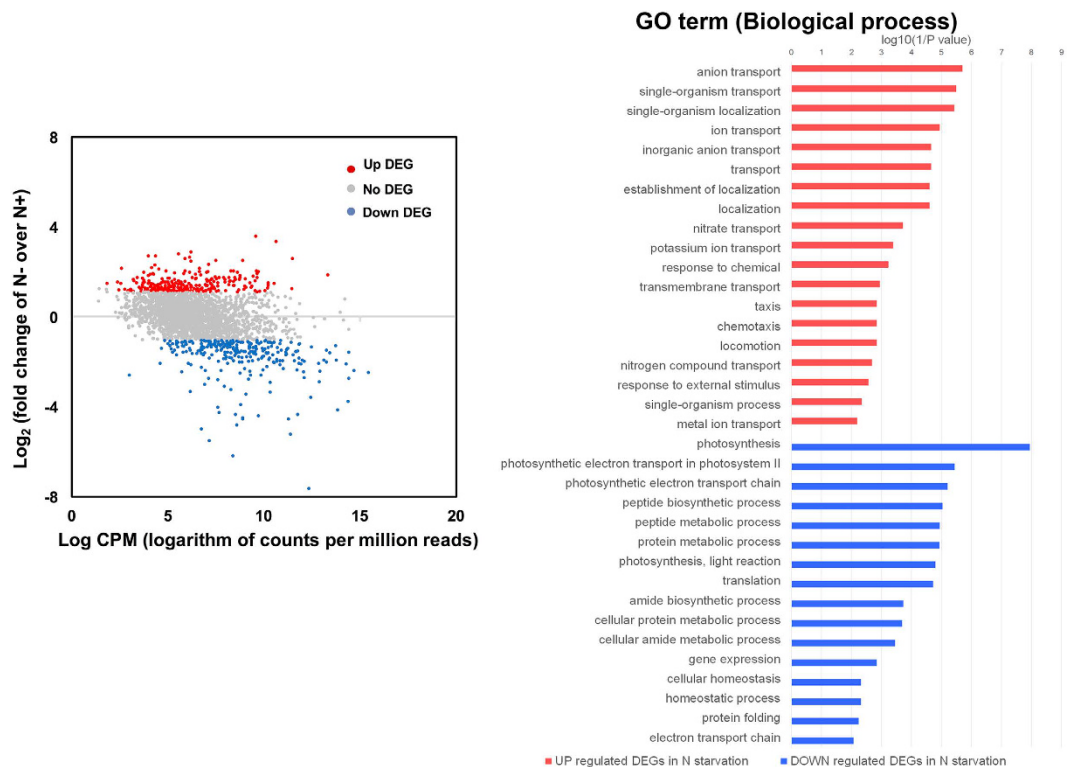 8
4
0
-4
-8
Log₂ (fold change of N- over N+)
Up DEG
No DEG
Down DEG
0 5 10 15 20
Log CPM (logarithm of counts per million reads)
GO term (Biological process)
log10(1/P value)
0 1 2 3 4 5 6 7 8 9
anion transport
single-organism transport
single-organism localization
ion transport
inorganic anion transport
transport
establishment of localization
localization
nitrate transport
potassium ion transport
response to chemical
transmembrane transport
taxis
chemotaxis
locomotion
nitrogen compound transport
response to external stimulus
single-organism process
metal ion transport
photosynthesis
photosynthetic electron transport in photosystem II
photosynthetic electron transport chain
peptide biosynthetic process
peptide metabolic process
protein metabolic process
photosynthesis, light reaction
translation
amide biosynthetic process
cellular protein metabolic process
cellular amide metabolic process
gene expression
cellular homeostasis
homeostatic process
protein folding
electron transport chain
UP regulated DEGs in N starvation
DOWN regulated DEGs in N starvation